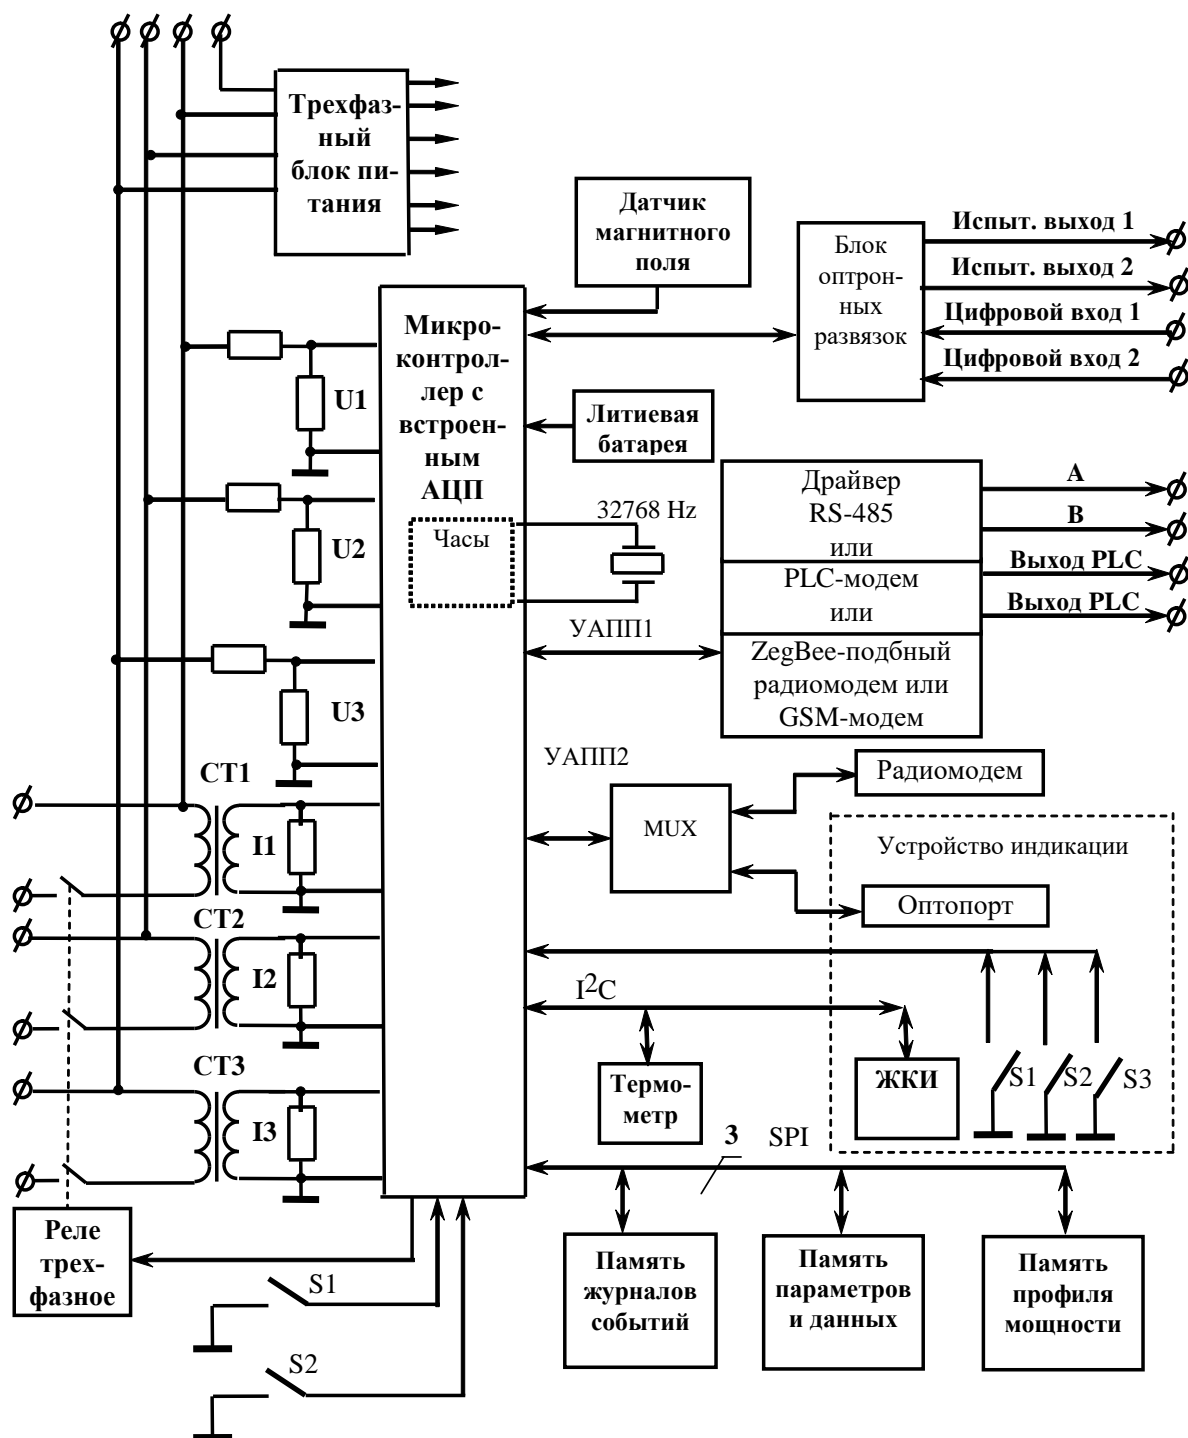 Трехфаз-
ный
блок пи-
тания
Датчик
магнитного
поля
Блок
оптрон-
ных
развязок
Испыт. выход 1
Испыт. выход 2
Цифровой вход 1
Цифровой вход 2
Микро-
контрол-
лер с
встроен-
ным
АЦП
Часы
U1
U2
U3
Литиевая
батарея
32768 Hz
Драйвер
RS-485
или
PLC-модем
или
ZegBee-подбный
радиомодем или
GSM-модем
A
B
Выход PLC
Выход PLC
УАПП1
УАПП2
MUX
Радиомодем
Устройство индикации
Оптопорт
CT1
I1
CT2
I2
CT3
I3
I2C
Термо-
метр
ЖКИ
S1
S2
S3
3
SPI
Реле
трех-
фазное
S1
S2
Память
журналов
событий
Память
параметров
и данных
Память
профиля
мощности